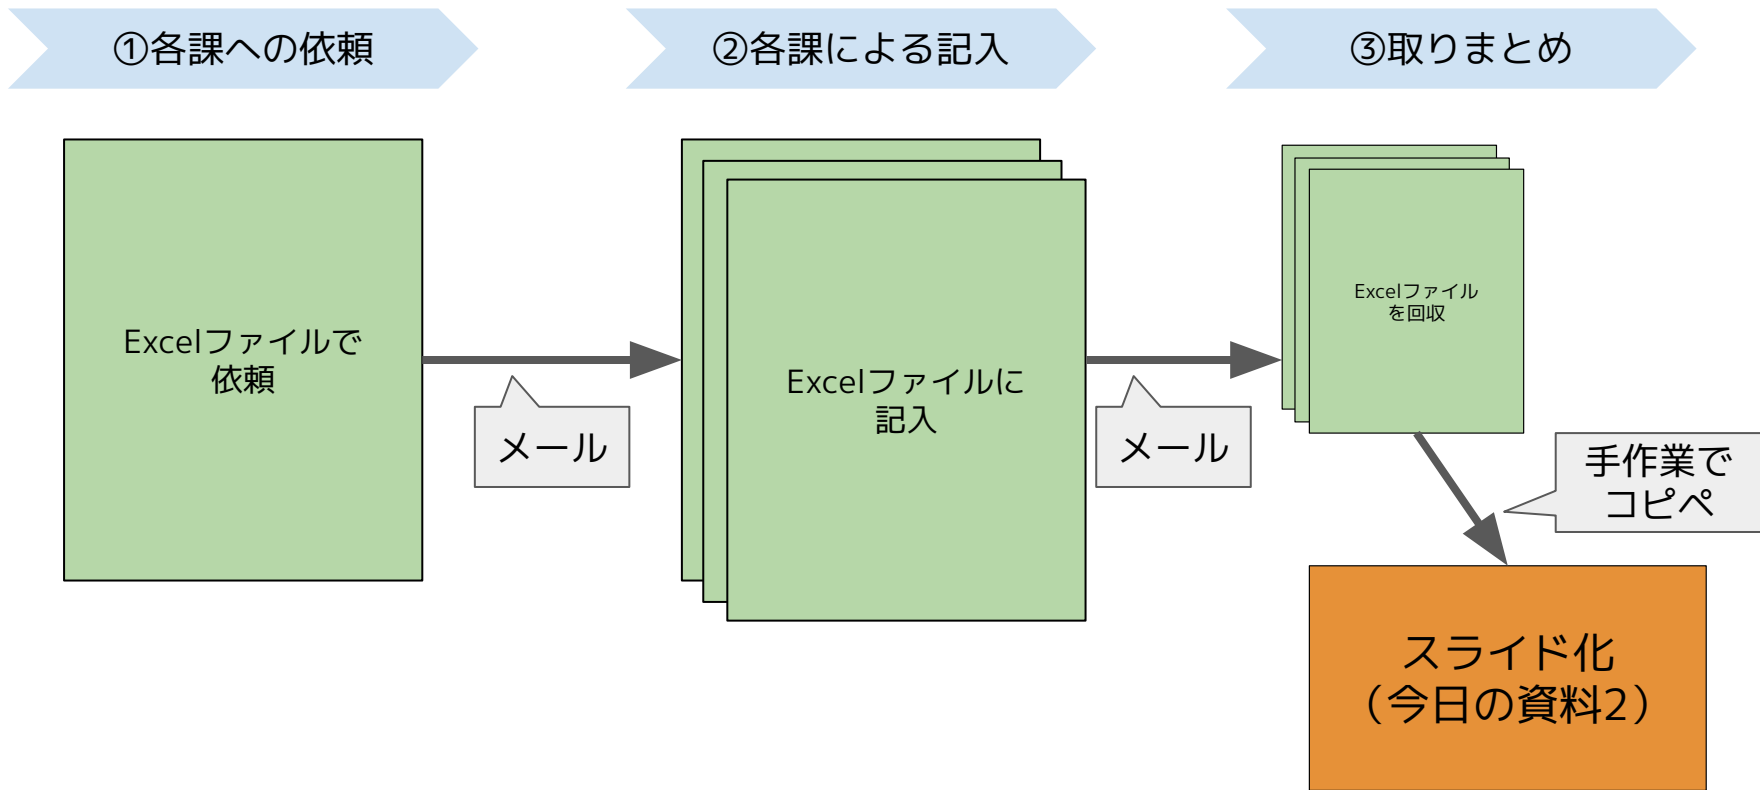 ①各課への依頼
②各課による記入
③取りまとめ
Excelファイルで
依頼
メール
Excelファイルに
記入
メール
Excelファイル
を回収
手作業で
コピペ
スライド化
（今日の資料2）